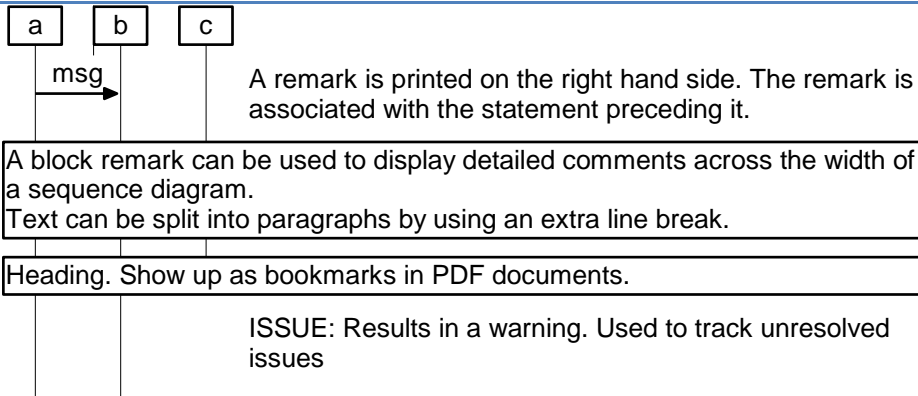 a b c
msg
A remark is printed on the right hand side. The remark is
associated with the statement preceding it.
A block remark can be used to display detailed comments across the width of
a sequence diagram.
Text can be split into paragraphs by using an extra line break.
Heading. Show up as bookmarks in PDF documents.
ISSUE: Results in a warning. Used to track unresolved
issues